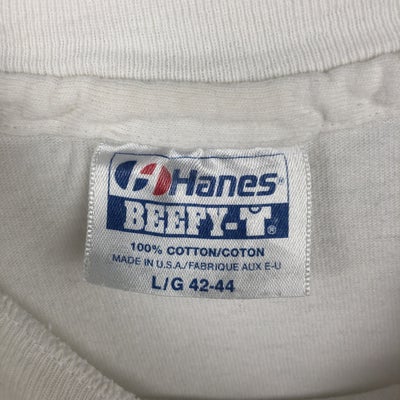 Hanes®
BEEFY-T®
100% COTTON/COTON
MADE IN U.S.A./FABRIQUE AUX E-U
L/G 42-44